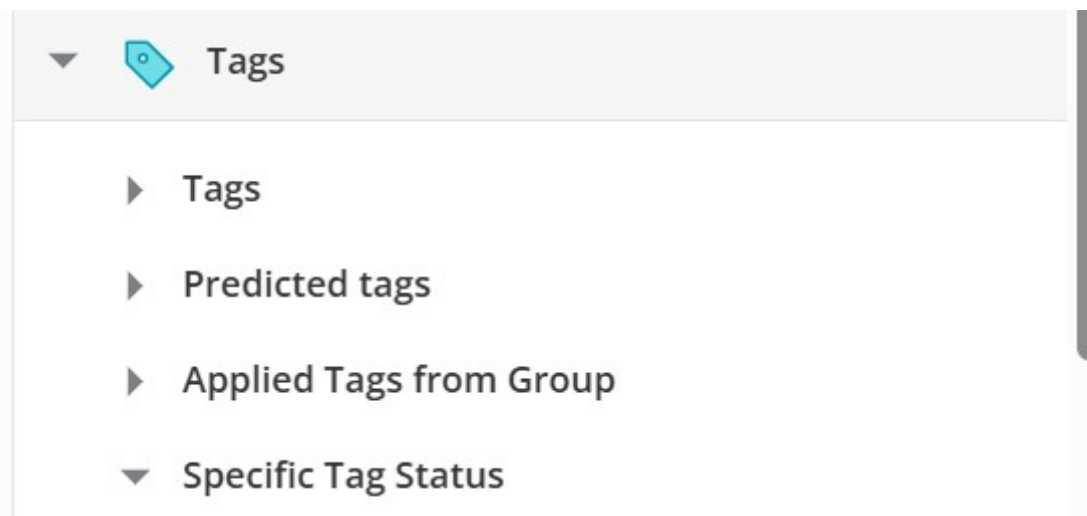 Tags
Tags
Predicted tags
Applied Tags from Group
Specific Tag Status